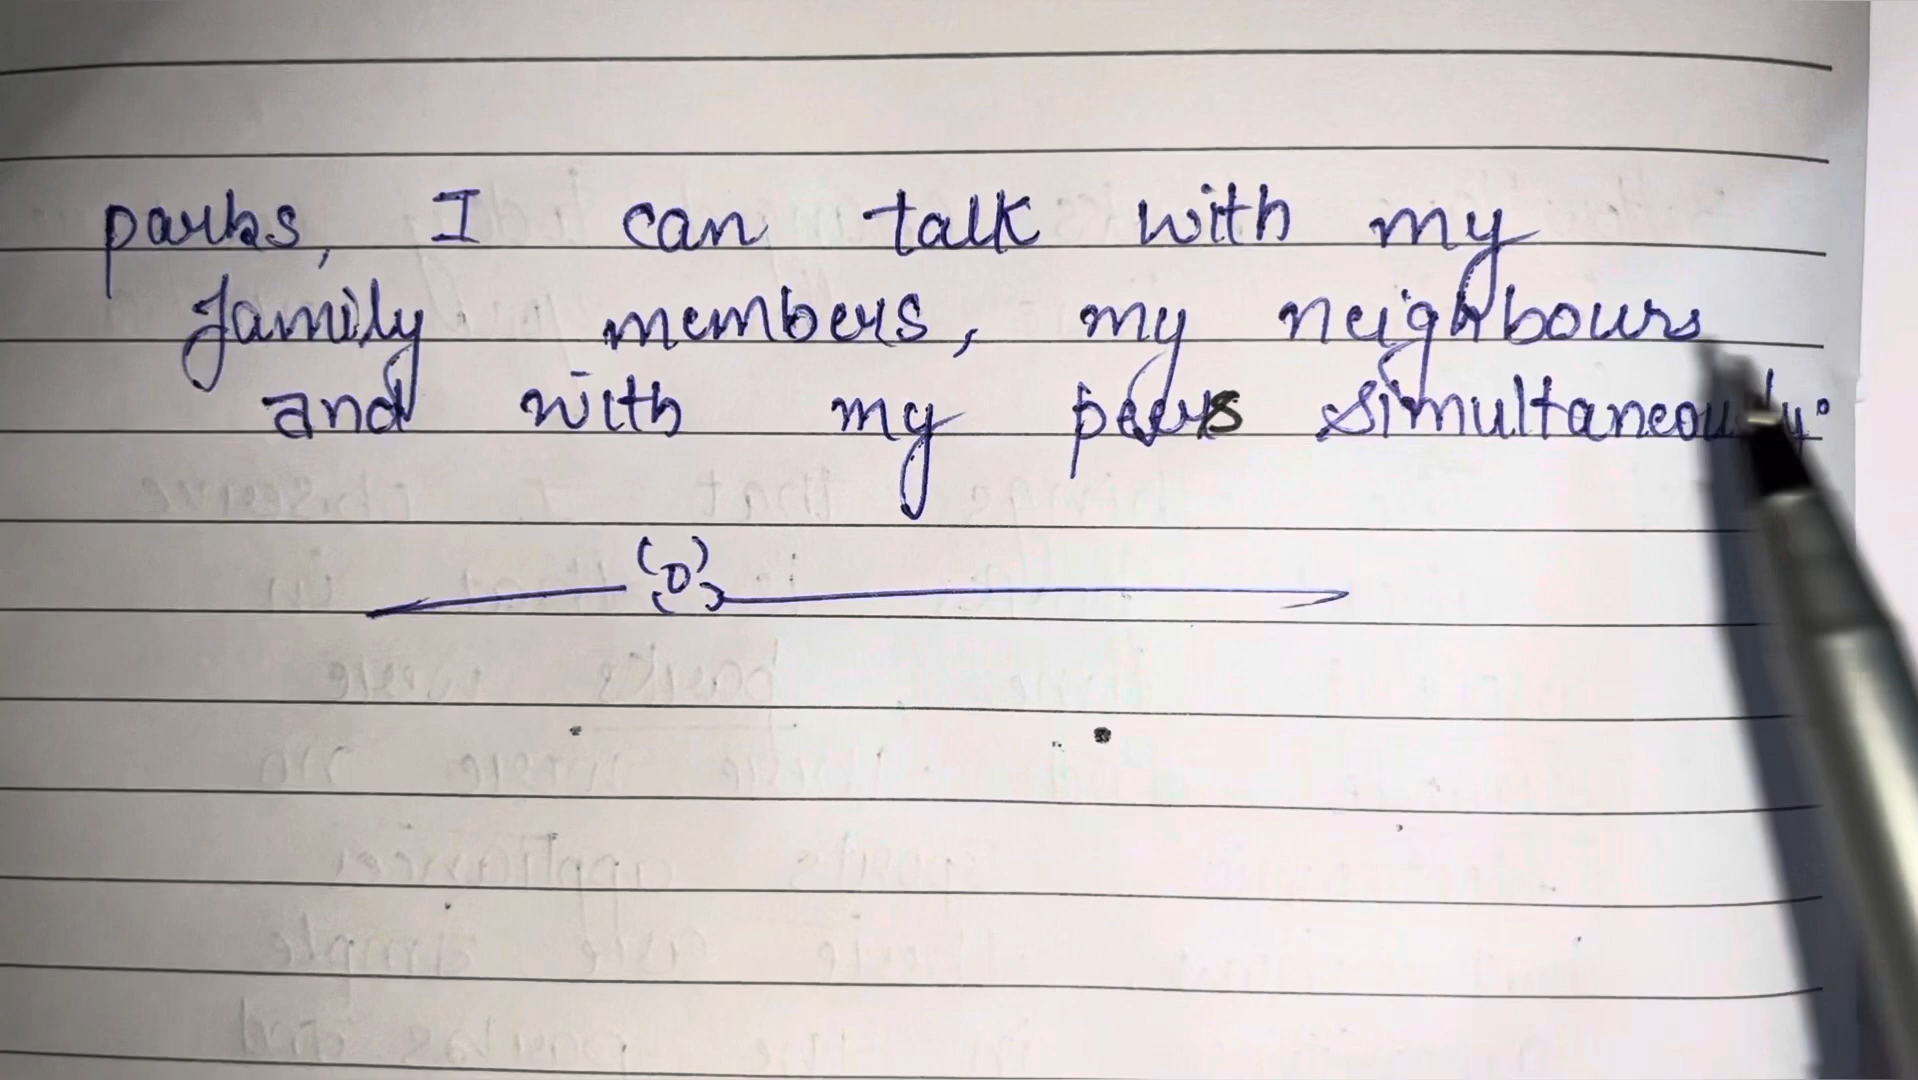 parks, I can talk with my
family members, my neighbours
and with my peers simultaneously.